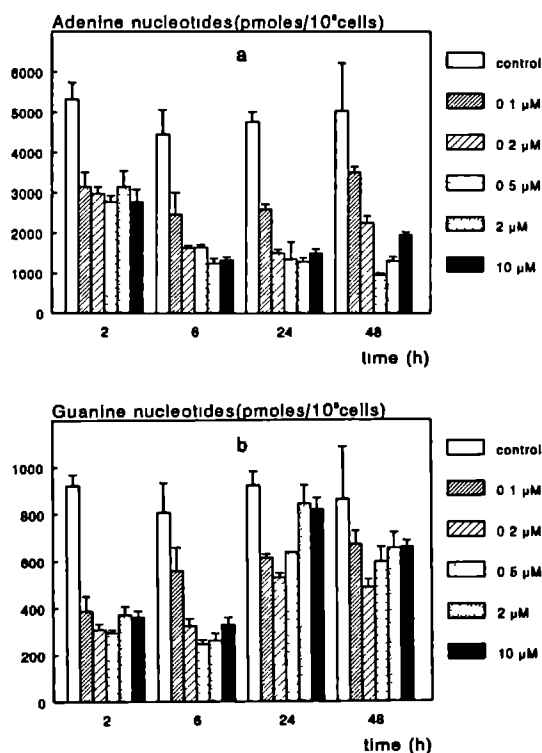 Adenine nucleotides(pmoles/10⁶cells)
a
6000
5000
4000
3000
2000
1000
0
2
6
24
48
time (h)
control
0 1 µM
0 2 µM
0 5 µM
2 µM
10 µM
Guanine nucleotides(pmoles/10⁶cells)
b
1000
800
600
400
200
0
2
6
24
48
time (h)
control
0 1 µM
0 2 µM
0 5 µM
2 µM
10 µM